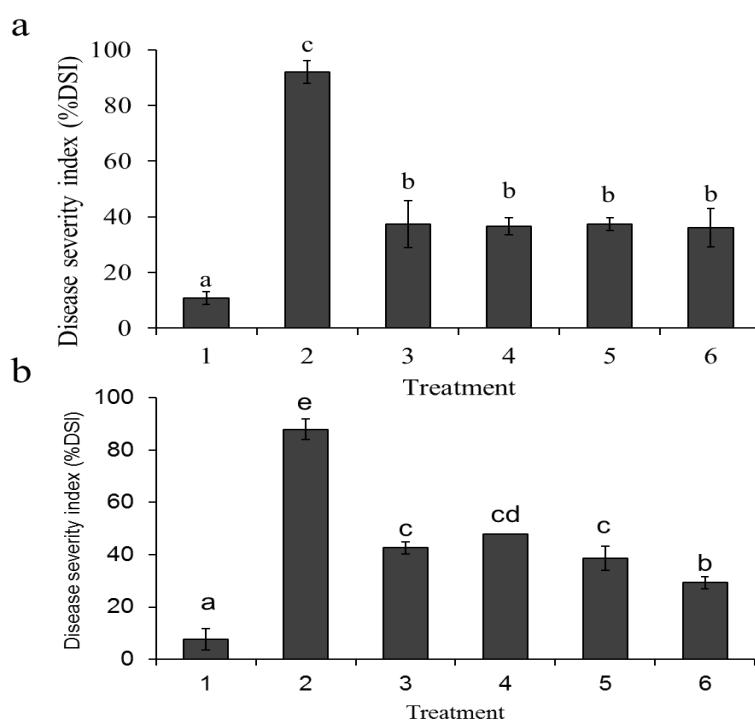 a
Disease severity index (%DSI)
100
80
60
40
20
0
a
c
b
b
b
b
1 2 3 4 5 6
Treatment
b
Disease severity index (%DSI)
100
80
60
40
20
0
a
e
c
cd
c
b
1 2 3 4 5 6
Treatment